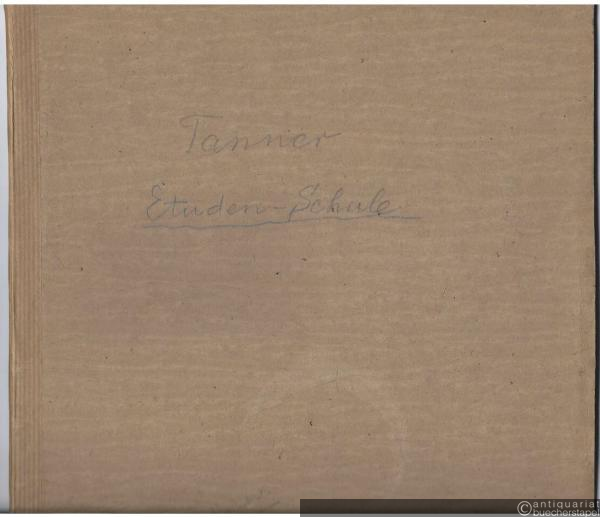 Tanner
Etuden-Schule
©antiquariat
buecherstapel